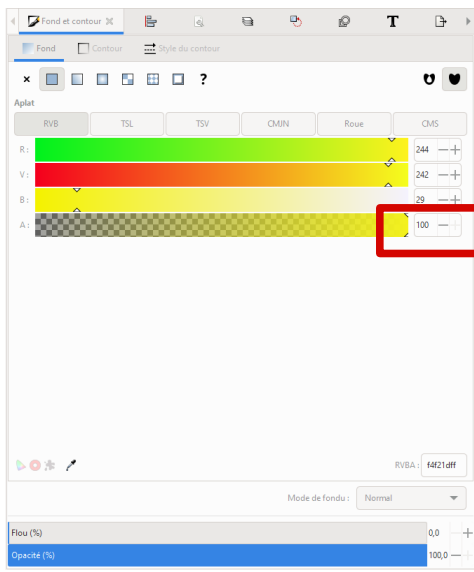 Fond et contour
T
Fond Contour Style du contour
?
Aplat
RVB TSL TSV CMJN Roue CMS
R : 244
V : 242
B : 29
A : 100
RVBA : f4f21dff
Mode de fondu : Normal
Flou (%) 0,0
Opacité (%) 100,0